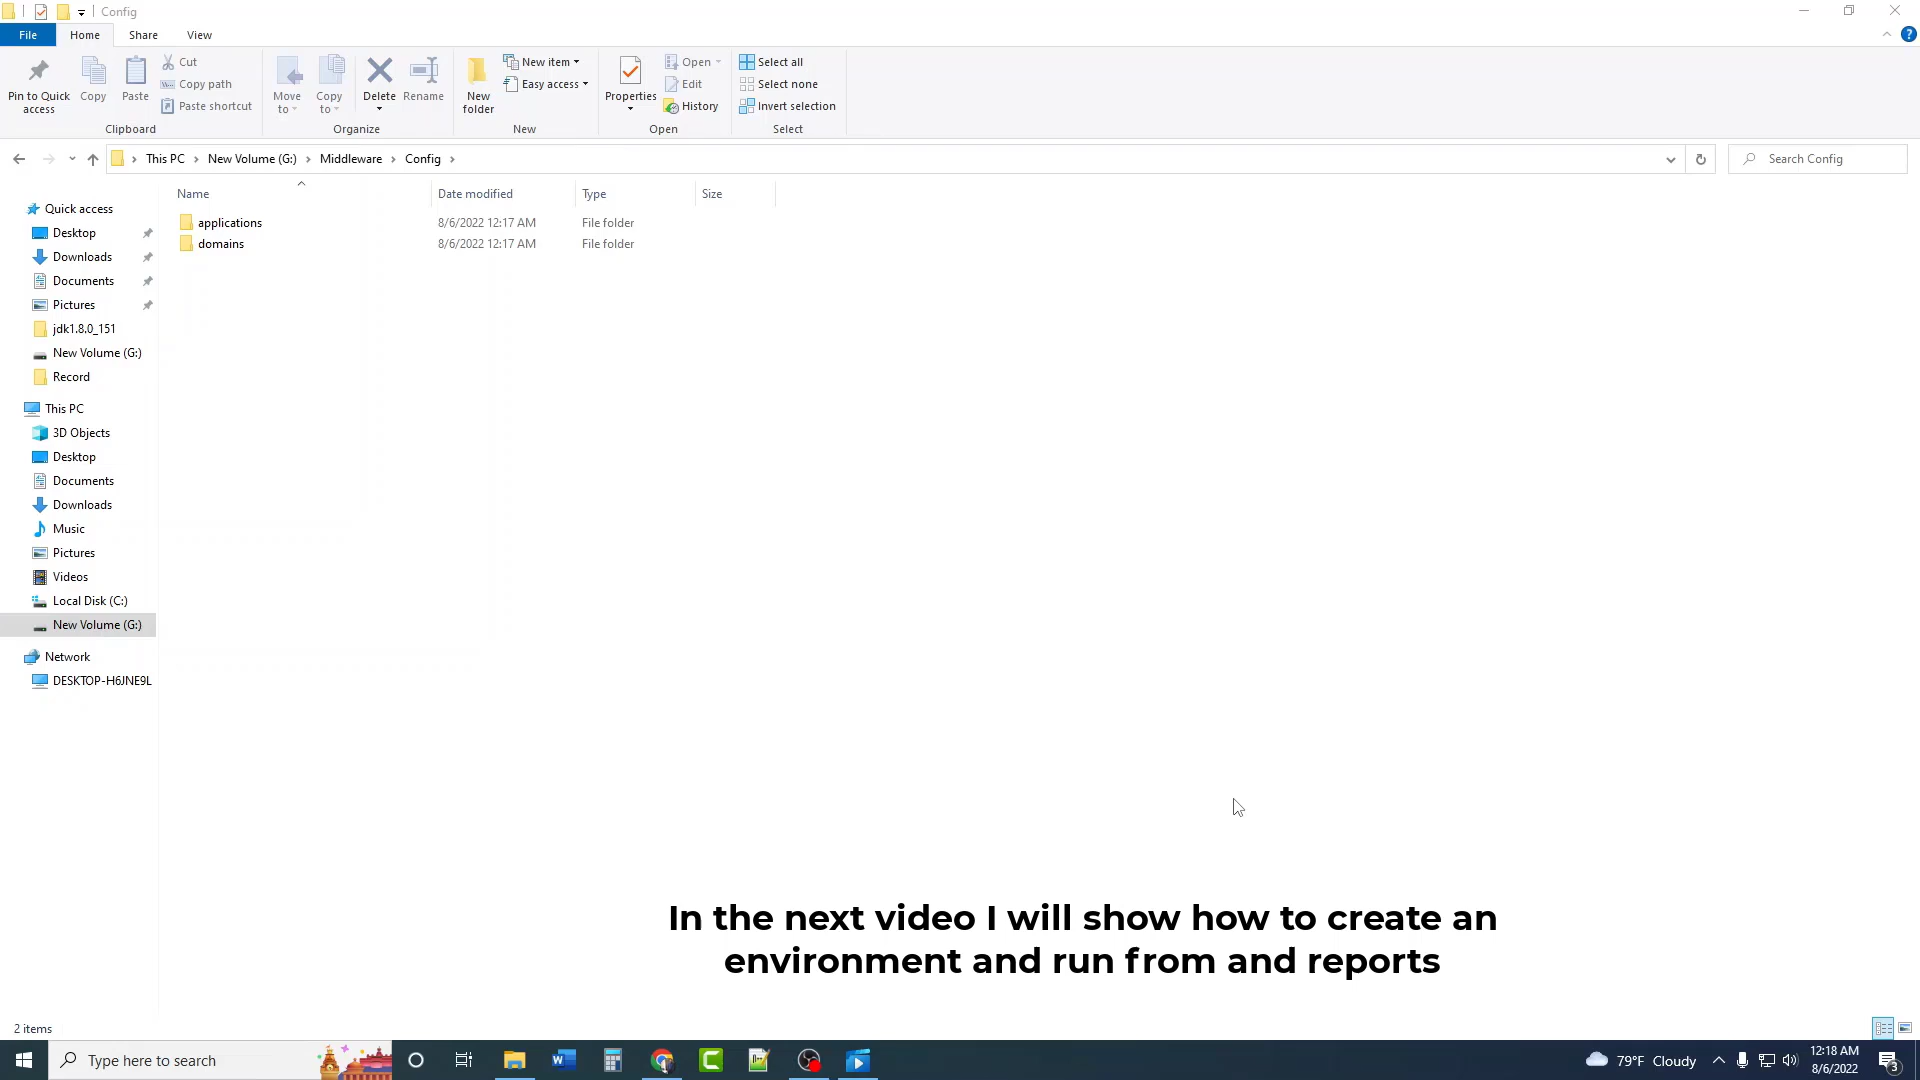 Config
File Home Share View
Pin to Quick access
Copy
Paste
Cut
Copy path
Paste shortcut
Clipboard
Move to
Copy to
Delete
Rename
Organize
New folder
New item
Easy access
New
Properties
Open
Edit
History
Open
Select all
Select none
Invert selection
Select
This PC New Volume (G:) Middleware Config
Search Config
Name Date modified Type Size
applications 8/6/2022 12:17 AM File folder
domains 8/6/2022 12:17 AM File folder
Quick access
Desktop
Downloads
Documents
Pictures
jdk1.8.0_151
New Volume (G:)
Record
This PC
3D Objects
Desktop
Documents
Downloads
Music
Pictures
Videos
Local Disk (C:)
New Volume (G:)
Network
DESKTOP-H6JNE9L
In the next video I will show how to create an
environment and run from and reports
2 items
Type here to search
79°F Cloudy
12:18 AM
8/6/2022
3